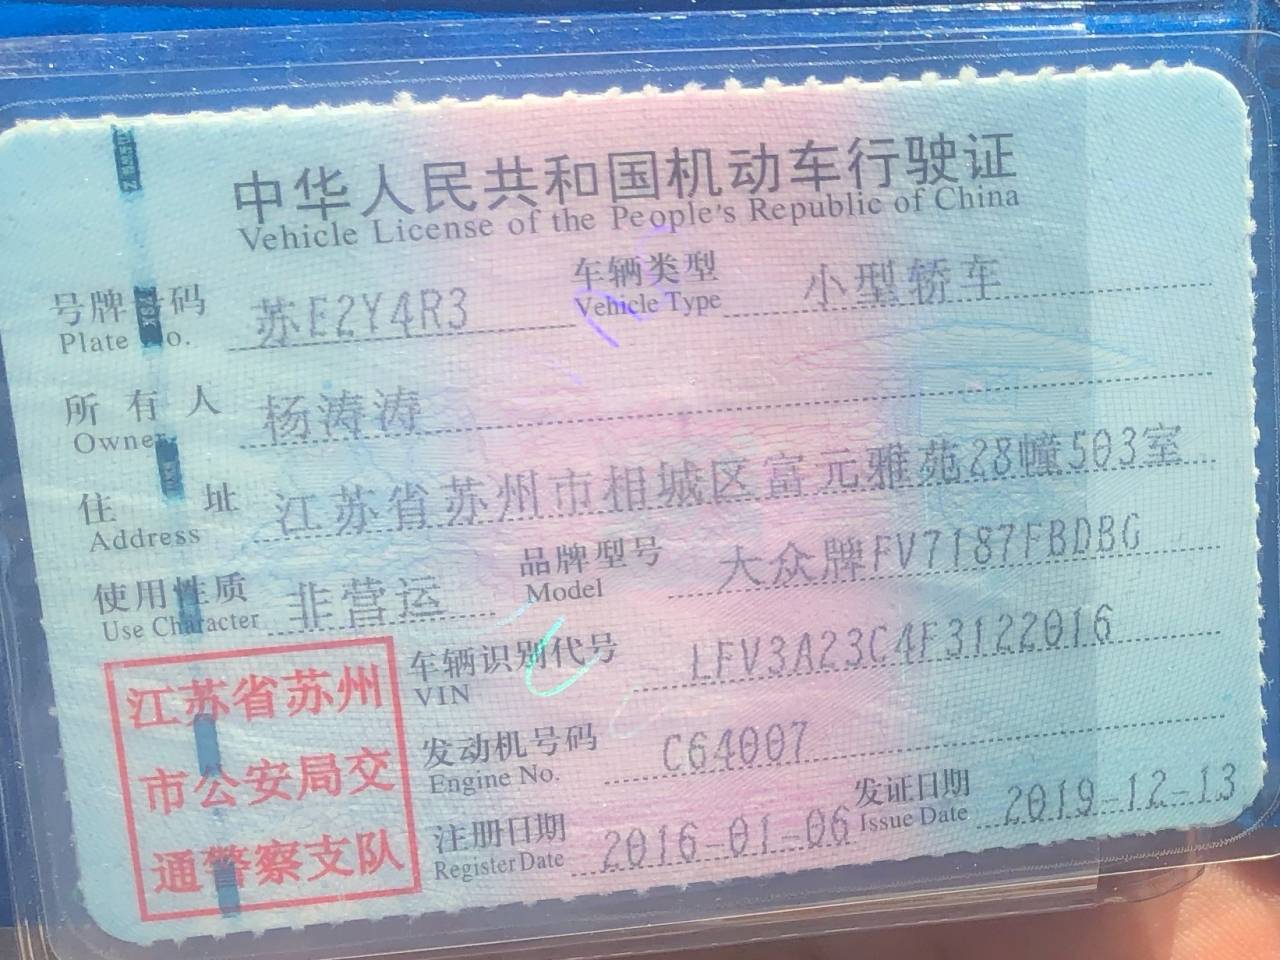 中华人民共和国机动车行驶证
Vehicle License of the People's Republic of China
号牌号码 苏E2Y4R3 车辆类型 小型轿车
Plate No. Vehicle Type
所有人 杨涛涛
Owner
住址 江苏省苏州市相城区富元雅苑28幢503室
Address
使用性质 非营运 品牌型号 大众牌FV7187FBDBG
Use Character Model
车辆识别代号 LFV3A23C4F3122016
VIN
江苏省苏州
市公安局交
通警察支队
发动机号码 C64007
Engine No.
注册日期 2016-01-06 发证日期 2019-12-13
Register Date Issue Date